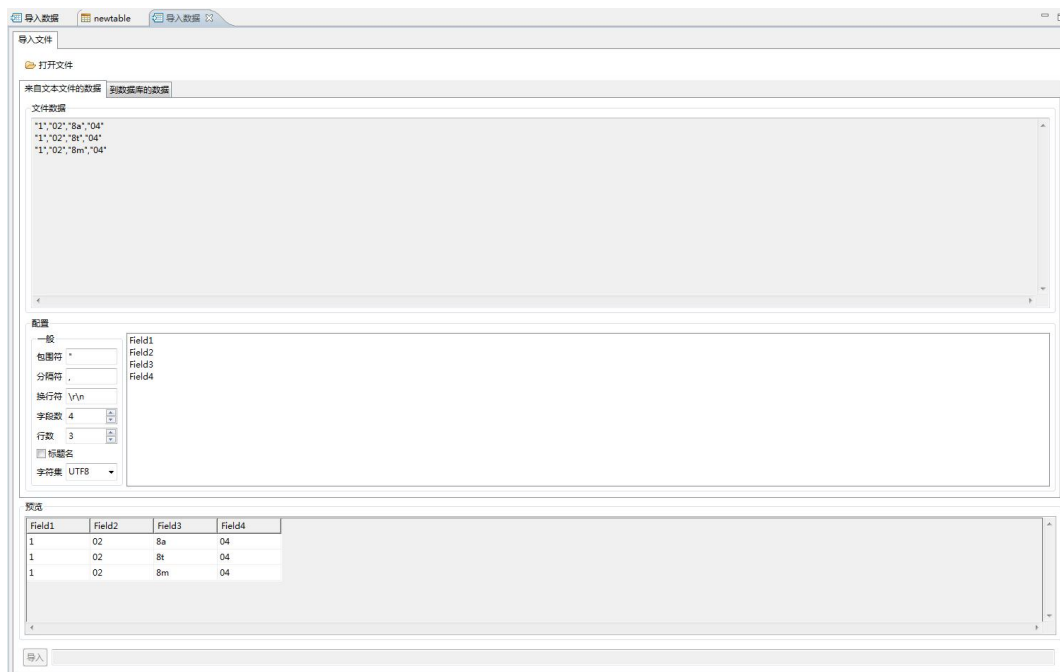 导入数据 newtable 导入数据
导入文件
打开文件
来自文本文件的数据 到数据库的数据
文件数据
"1","02","8a","04"
"1","02","8t","04"
"1","02","8m","04"
配置
一般
包围符 "
分隔符 ,
换行符 \r\n
字段数 4
行数 3
标题名
字符集 UTF8
Field1
Field2
Field3
Field4
预览
Field1 Field2 Field3 Field4
1 02 8a 04
1 02 8t 04
1 02 8m 04
导入